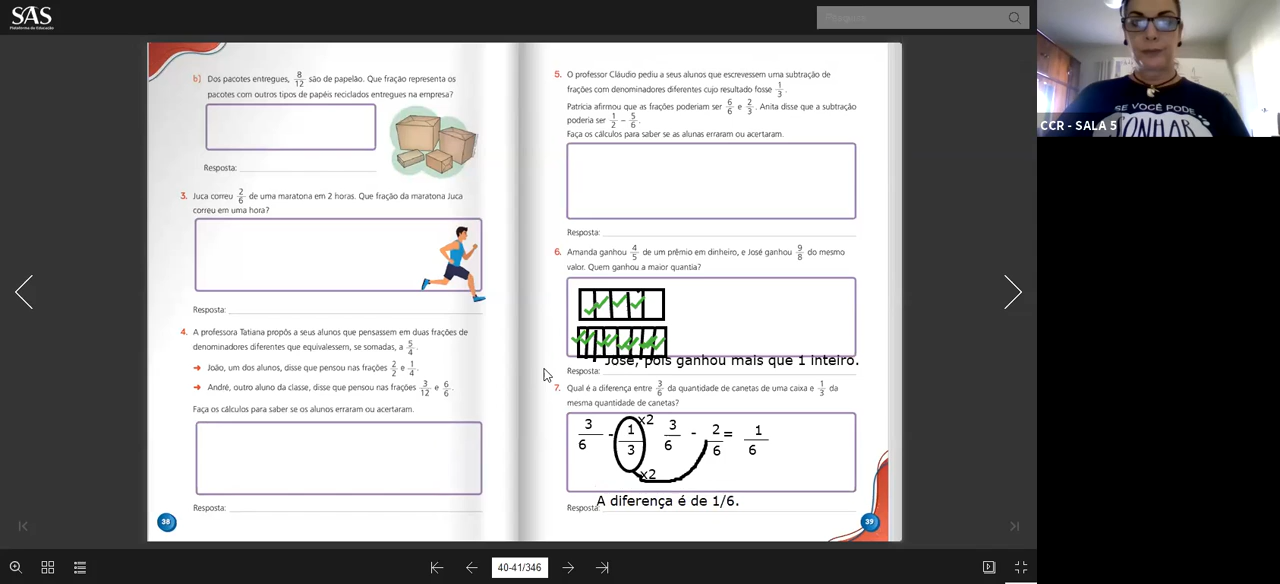 SAS
Plataforma de Educação
b) Dos pacotes entregues, 8/12 são de papelão. Que fração representa os
pacotes com outros tipos de papéis reciclados entregues na empresa?
Resposta:
3. Juca correu 2/6 de uma maratona em 2 horas. Que fração da maratona Juca
correu em uma hora?
Resposta:
4. A professora Tatiana propôs a seus alunos que pensassem em duas frações de
denominadores diferentes que equivalessem, se somadas, a 5/4.
→ João, um dos alunos, disse que pensou nas frações 2/2 e 1/4.
→ André, outro aluno da classe, disse que pensou nas frações 3/12 e 6/6.
Faça os cálculos para saber se os alunos erraram ou acertaram.
Resposta:
38
5. O professor Cláudio pediu a seus alunos que escrevessem uma subtração de
frações com denominadores diferentes cujo resultado fosse 1/3.
Patrícia afirmou que as frações poderiam ser 6/6 e 2/3. Anita disse que a subtração
poderia ser 1/2 – 5/6.
Faça os cálculos para saber se as alunas erraram ou acertaram.
Resposta:
6. Amanda ganhou 4/5 de um prêmio em dinheiro, e José ganhou 9/8 do mesmo
valor. Quem ganhou a maior quantia?
José, pois ganhou mais que 1 inteiro.
Resposta:
7. Qual é a diferença entre 3/6 da quantidade de canetas de uma caixa e 1/3 da
mesma quantidade de canetas?
3/6 - 1/3 x2 x2 3/6 - 2/6 = 1/6
A diferença é de 1/6.
Resposta:
39
40-41/346
SE VOCÊ PODE
SONHAR
CCR - SALA 5